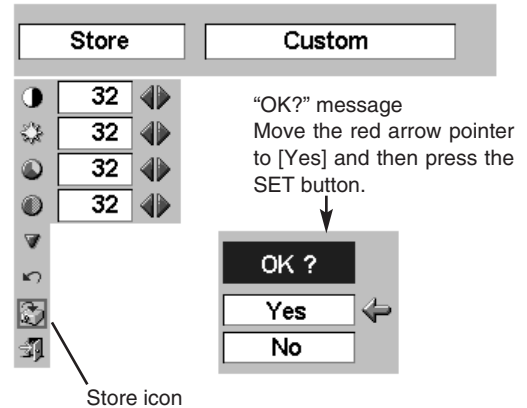 Store Custom
32
32
32
32
“OK?” message
Move the red arrow pointer
to [Yes] and then press the
SET button.
OK ?
Yes
No
Store icon